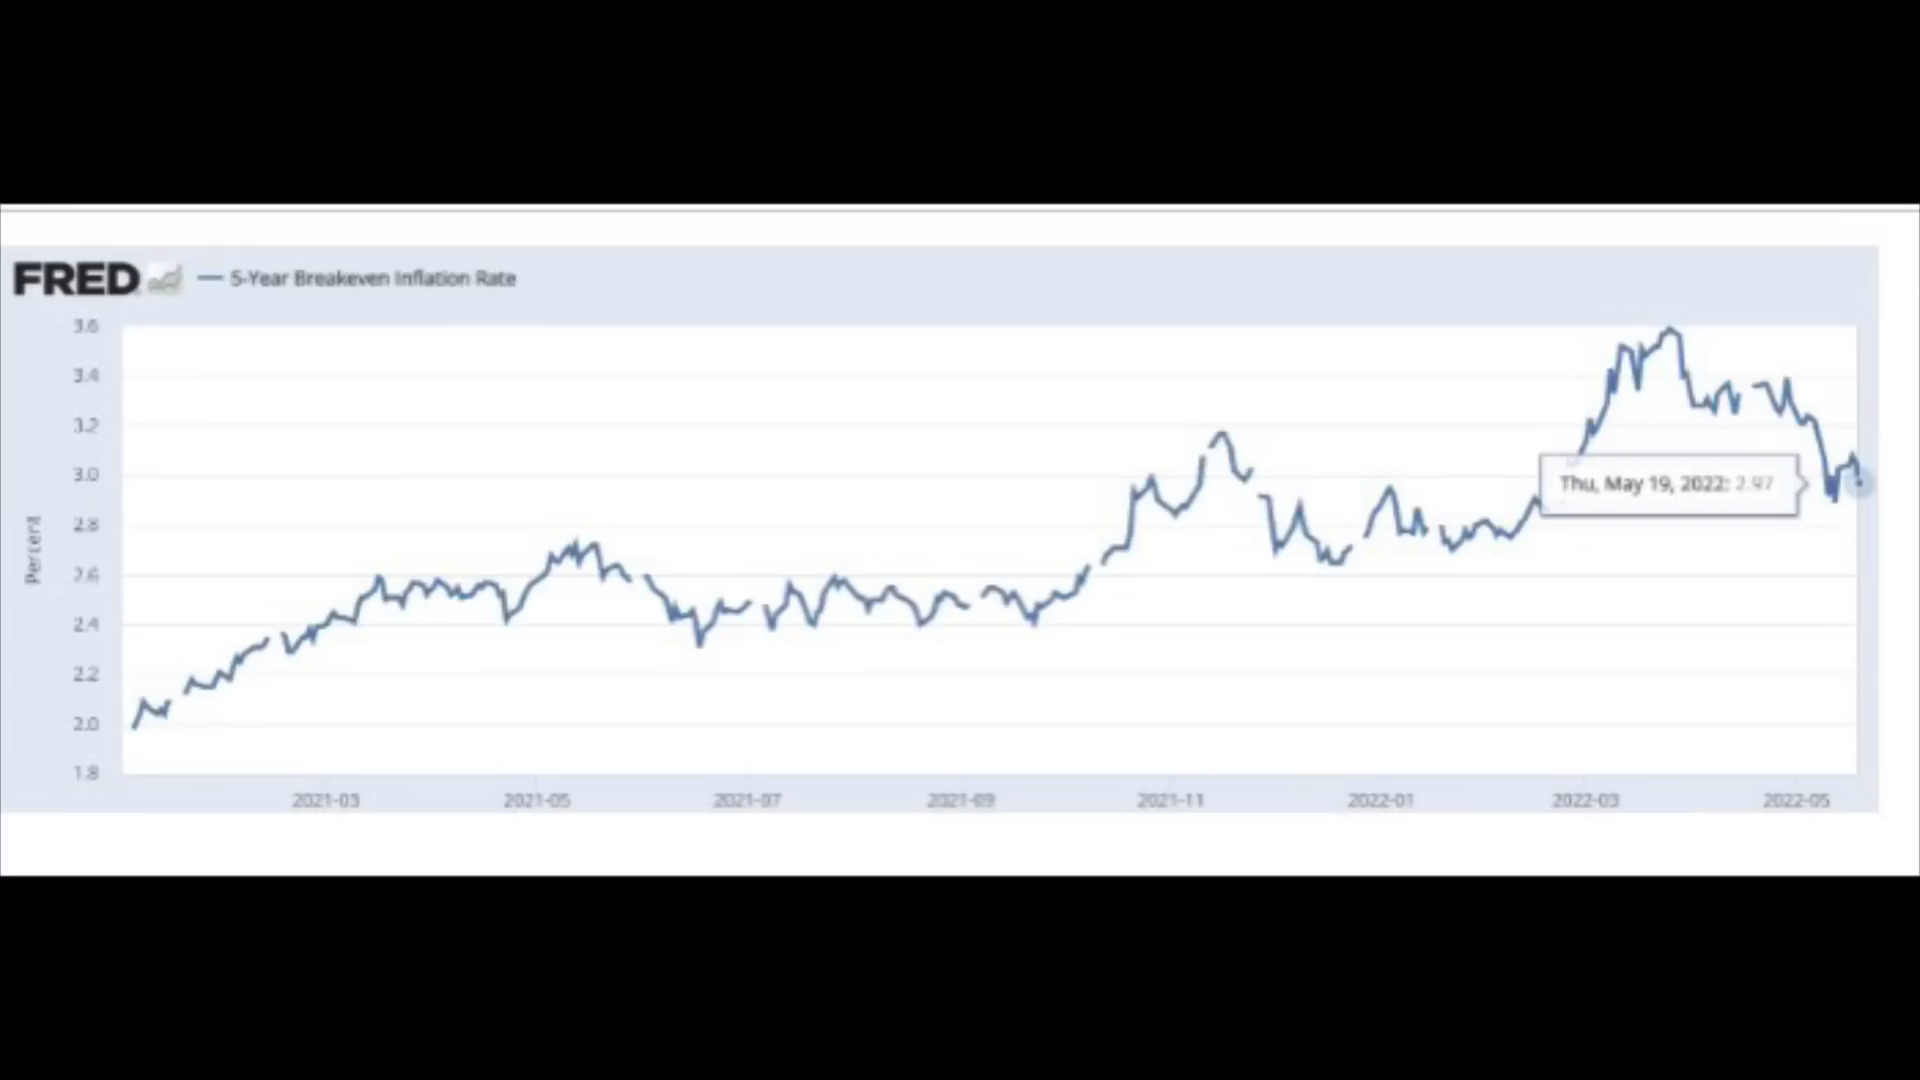 FRED 5-Year Breakeven Inflation Rate
3.6
3.4
3.2
3.0
2.8
2.6
2.4
2.2
2.0
1.8
Percent
Thu, May 19, 2022: 2.97
2021-03 2021-05 2021-07 2021-09 2021-11 2022-01 2022-03 2022-05